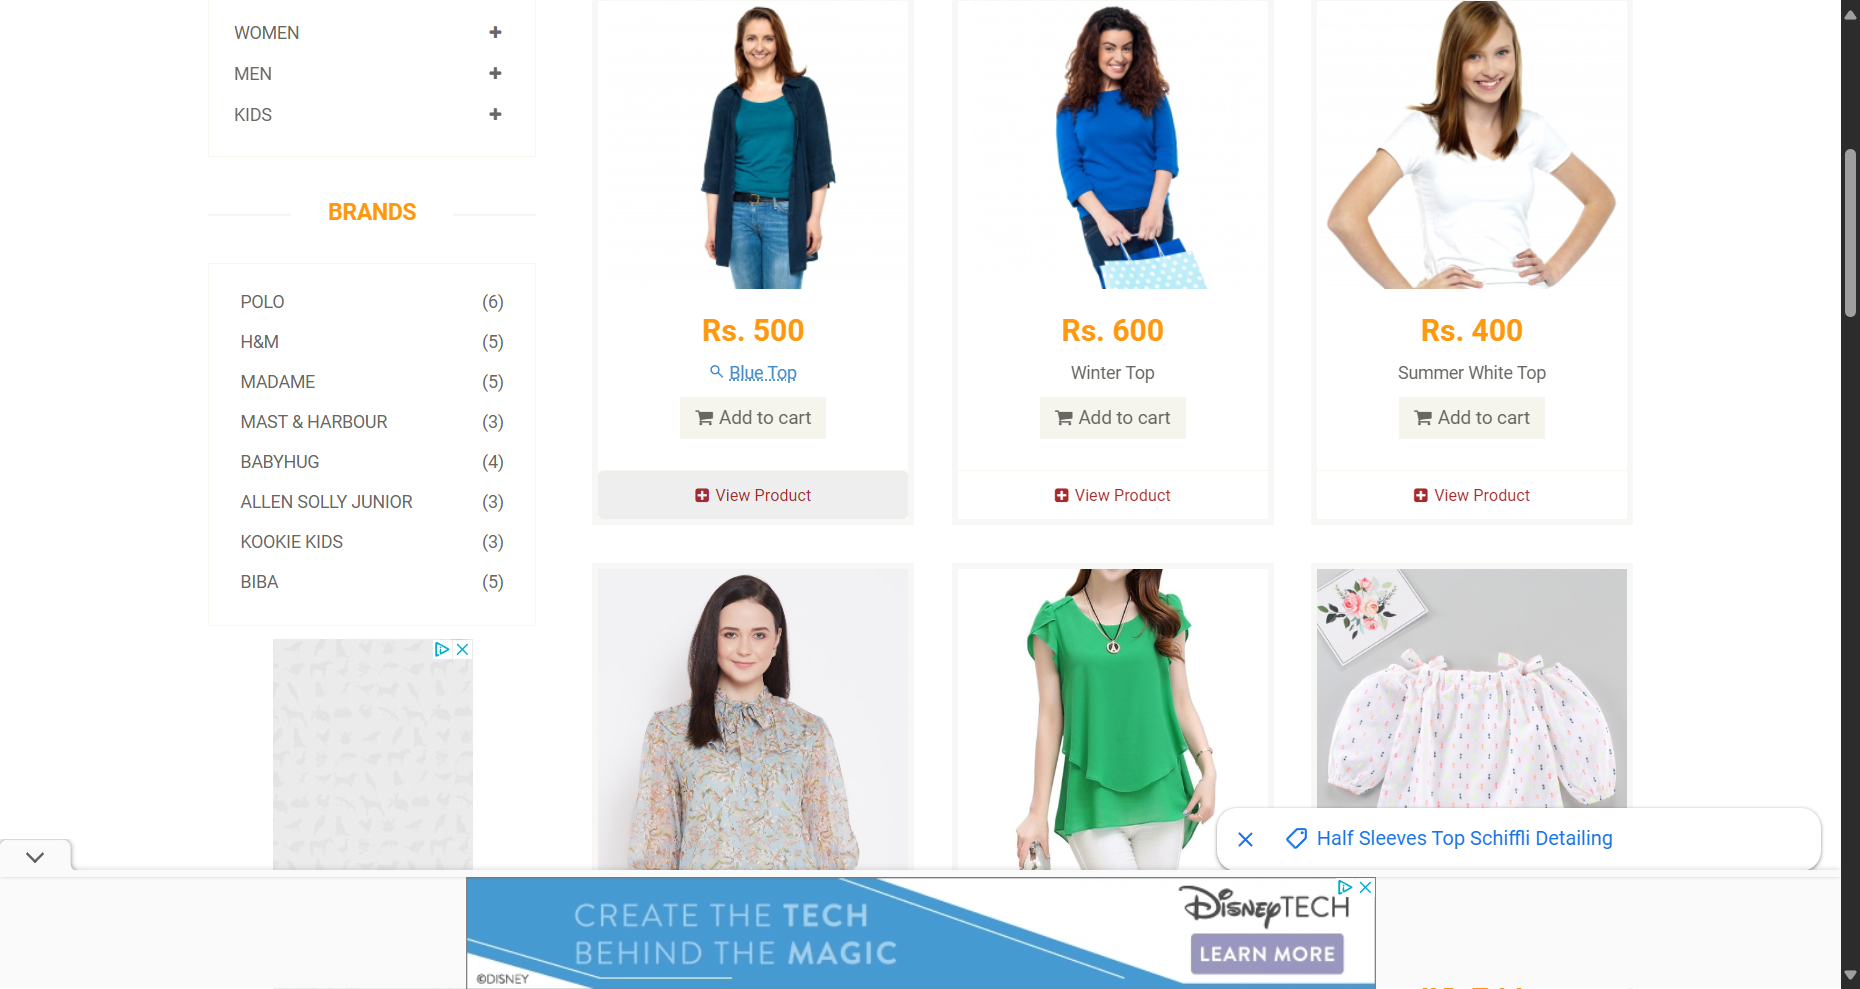 WOMEN
MEN
KIDS
BRANDS
POLO (6)
H&M (5)
MADAME (5)
MAST & HARBOUR (3)
BABYHUG (4)
ALLEN SOLLY JUNIOR (3)
KOOKIE KIDS (3)
BIBA (5)
Rs. 500
Blue Top
Add to cart
View Product
Rs. 600
Winter Top
Add to cart
View Product
Rs. 400
Summer White Top
Add to cart
View Product
Half Sleeves Top Schiffli Detailing
CREATE THE TECH
BEHIND THE MAGIC
©DISNEY
DISNEY TECH
LEARN MORE